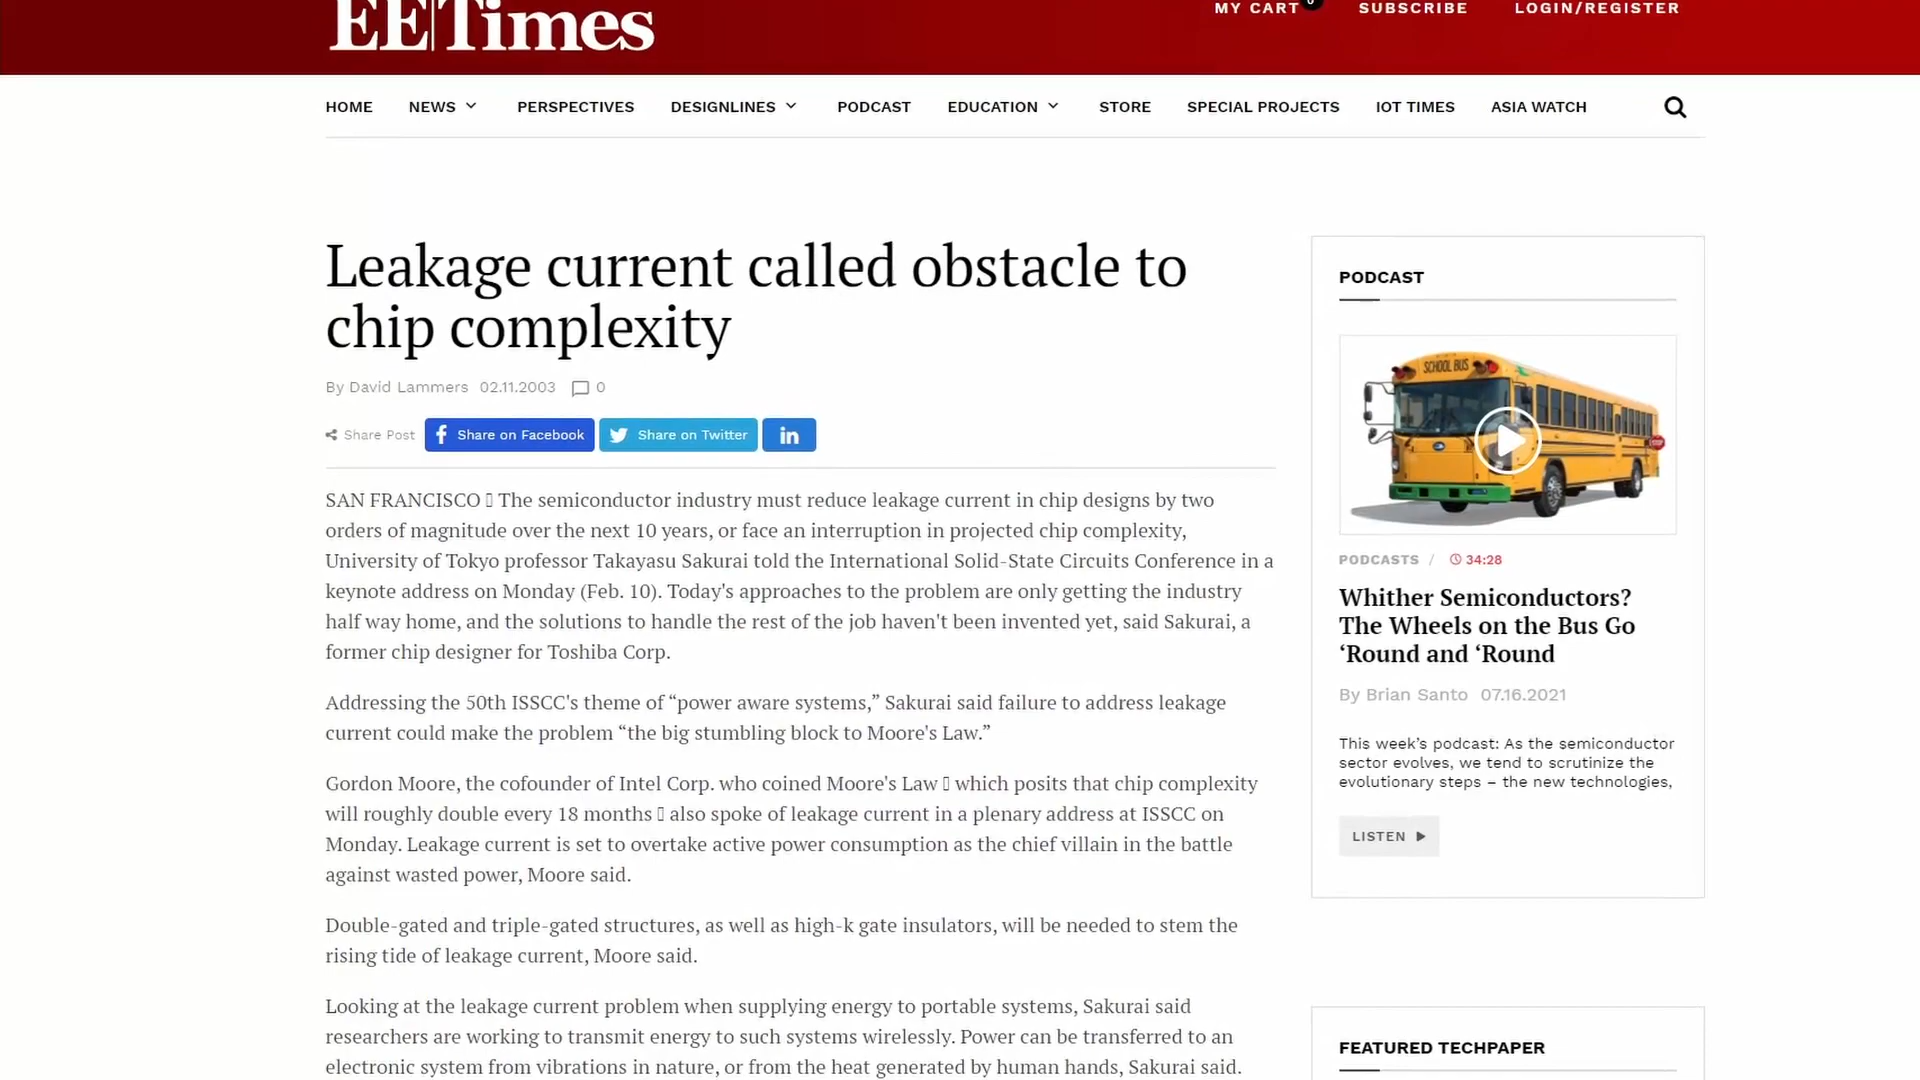 EE|Times
MY CART 0 SUBSCRIBE LOGIN/REGISTER
HOME NEWS PERSPECTIVES DESIGNLINES PODCAST EDUCATION STORE SPECIAL PROJECTS IOT TIMES ASIA WATCH
Leakage current called obstacle to
chip complexity
By David Lammers 02.11.2003 0
Share Post Share on Facebook Share on Twitter in
SAN FRANCISCO ▯ The semiconductor industry must reduce leakage current in chip designs by two
orders of magnitude over the next 10 years, or face an interruption in projected chip complexity,
University of Tokyo professor Takayasu Sakurai told the International Solid-State Circuits Conference in a
keynote address on Monday (Feb. 10). Today's approaches to the problem are only getting the industry
half way home, and the solutions to handle the rest of the job haven't been invented yet, said Sakurai, a
former chip designer for Toshiba Corp.
Addressing the 50th ISSCC's theme of “power aware systems,” Sakurai said failure to address leakage
current could make the problem “the big stumbling block to Moore's Law.”
Gordon Moore, the cofounder of Intel Corp. who coined Moore's Law ▯ which posits that chip complexity
will roughly double every 18 months ▯ also spoke of leakage current in a plenary address at ISSCC on
Monday. Leakage current is set to overtake active power consumption as the chief villain in the battle
against wasted power, Moore said.
Double-gated and triple-gated structures, as well as high-k gate insulators, will be needed to stem the
rising tide of leakage current, Moore said.
Looking at the leakage current problem when supplying energy to portable systems, Sakurai said
researchers are working to transmit energy to such systems wirelessly. Power can be transferred to an
electronic system from vibrations in nature, or from the heat generated by human hands, Sakurai said.
PODCAST
SCHOOL BUS
STOP
PODCASTS / 34:28
Whither Semiconductors?
The Wheels on the Bus Go
‘Round and ‘Round
By Brian Santo 07.16.2021
This week’s podcast: As the semiconductor
sector evolves, we tend to scrutinize the
evolutionary steps – the new technologies,
LISTEN
FEATURED TECHPAPER